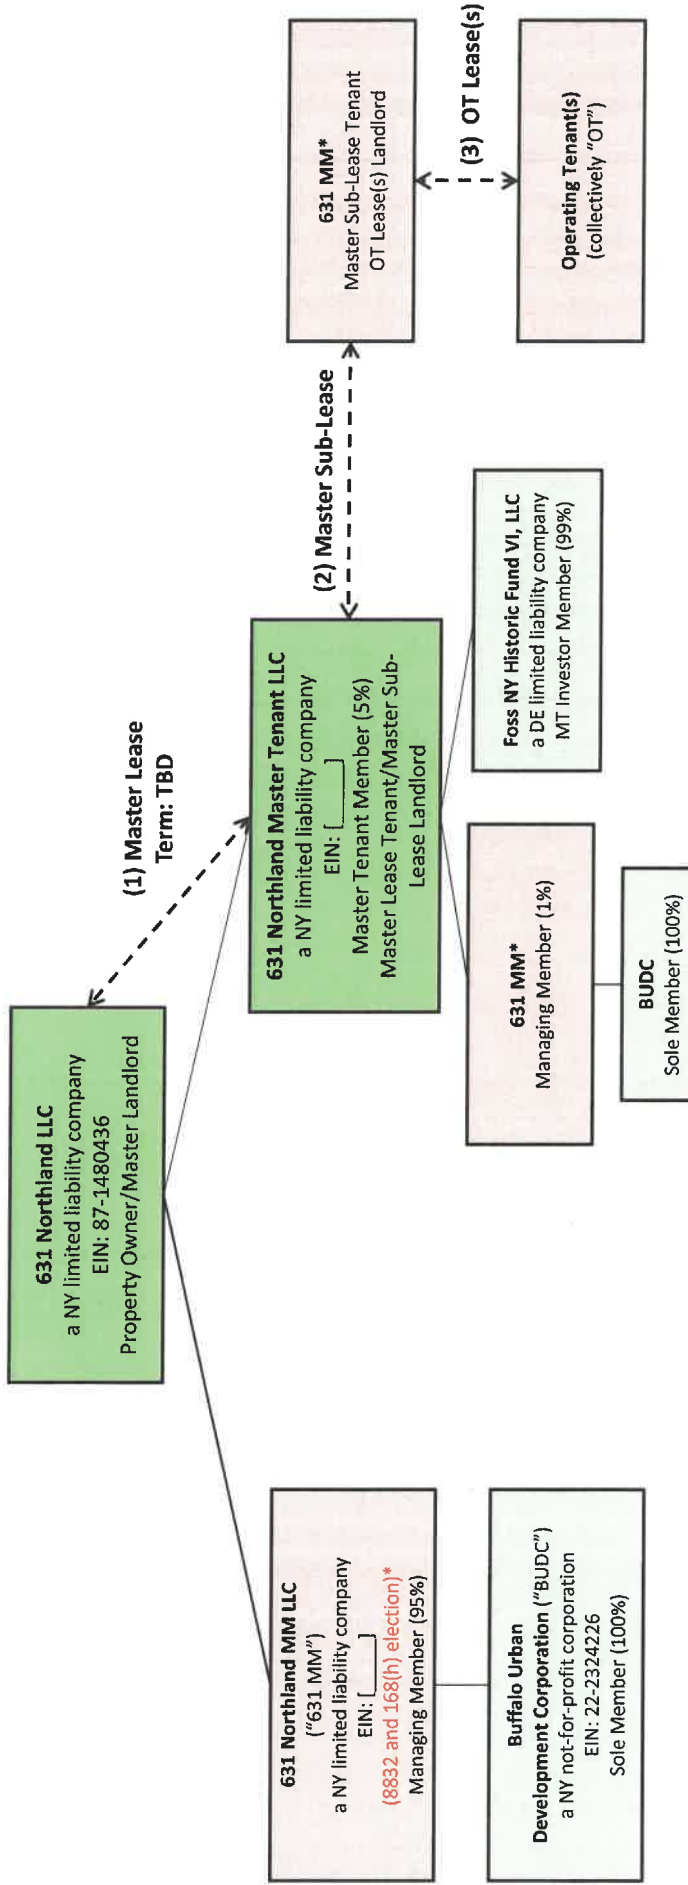 631 Northland LLC
a NY limited liability company
EIN: 87-1480436
Property Owner/Master Landlord
(1) Master Lease
Term: TBD
631 Northland MM LLC
("631 MM")
a NY limited liability company
EIN: [____]
(8832 and 168(h) election)*
Managing Member (95%)
Buffalo Urban
Development Corporation ("BUDC")
a NY not-for-profit corporation
EIN: 22-2324226
Sole Member (100%)
631 Northland Master Tenant LLC
a NY limited liability company
EIN: [____]
Master Tenant Member (5%)
Master Lease Tenant/Master Sub-
Lease Landlord
(2) Master Sub-Lease
631 MM*
Master Sub-Lease Tenant
OT Lease(s) Landlord
(3) OT Lease(s)
Operating Tenant(s)
(collectively "OT")
631 MM*
Managing Member (1%)
BUDC
Sole Member (100%)
Foss NY Historic Fund VI, LLC
a DE limited liability company
MT Investor Member (99%)